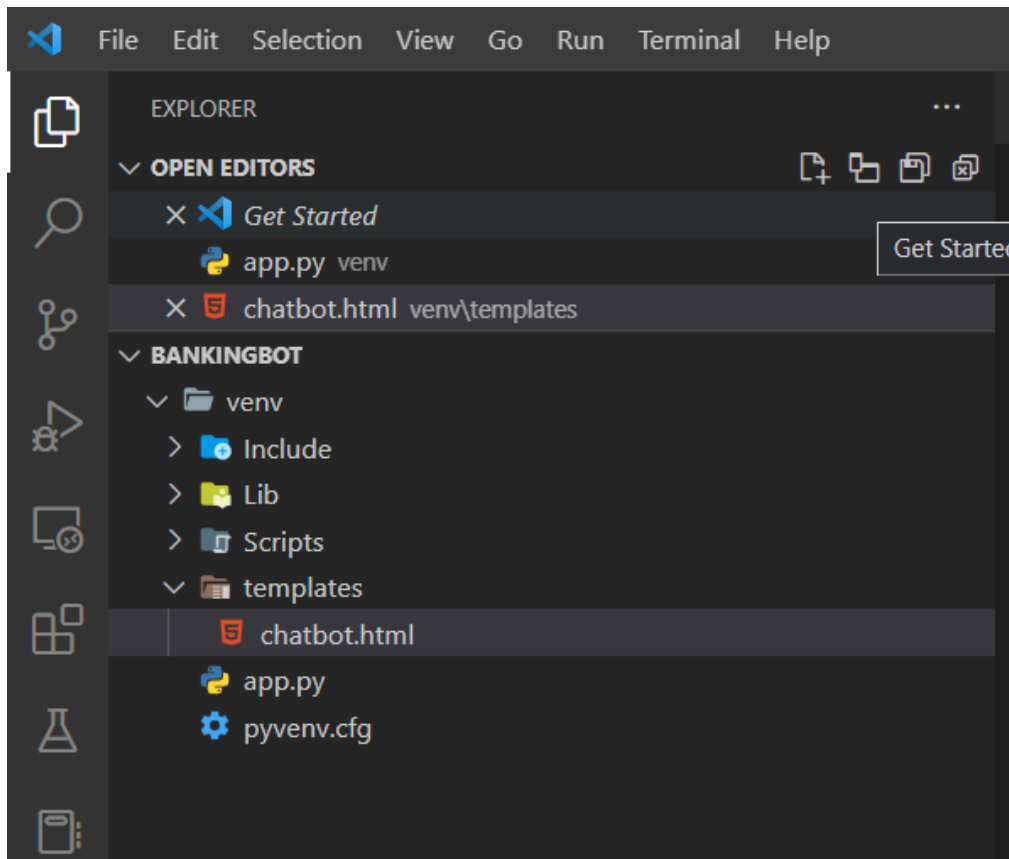 File Edit Selection View Go Run Terminal Help
EXPLORER
OPEN EDITORS
Get Started
Get Starte
app.py venv
chatbot.html venv\templates
BANKINGBOT
venv
Include
Lib
Scripts
templates
chatbot.html
app.py
pyvenv.cfg